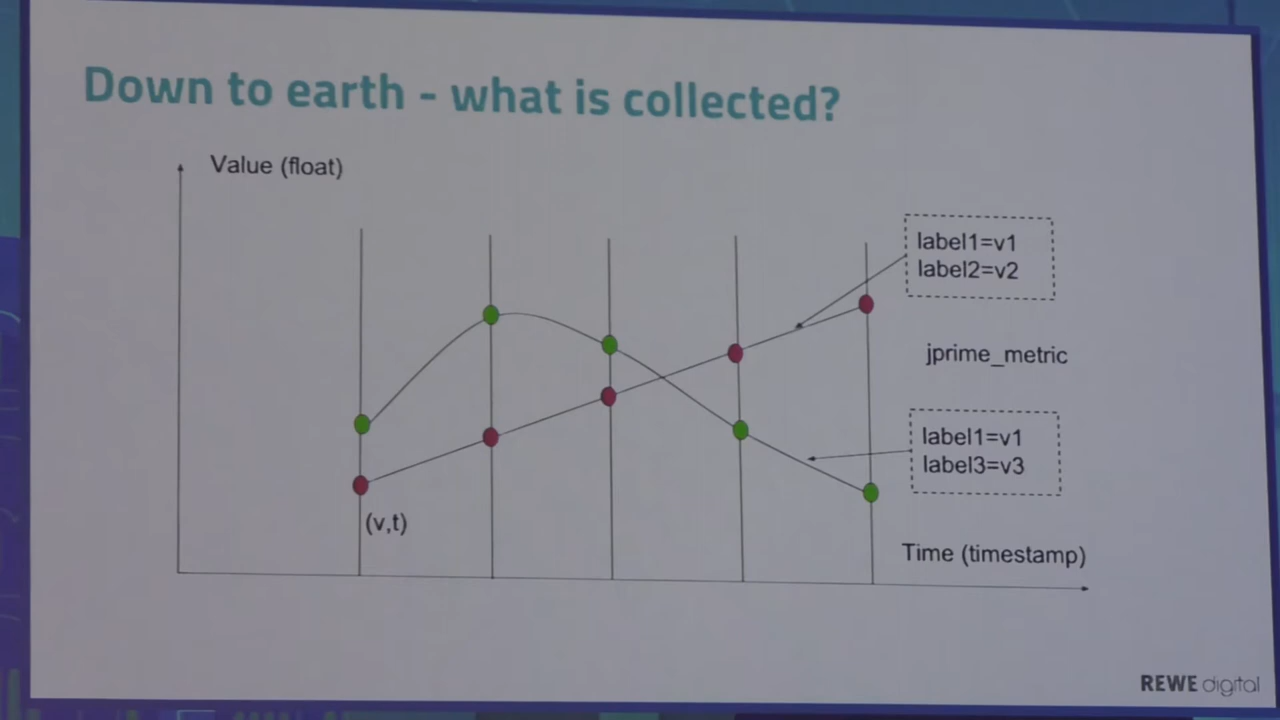 Down to earth - what is collected?
Value (float)
label1=v1
label2=v2
jprime_metric
label1=v1
label3=v3
(v,t)
Time (timestamp)
REWE digital